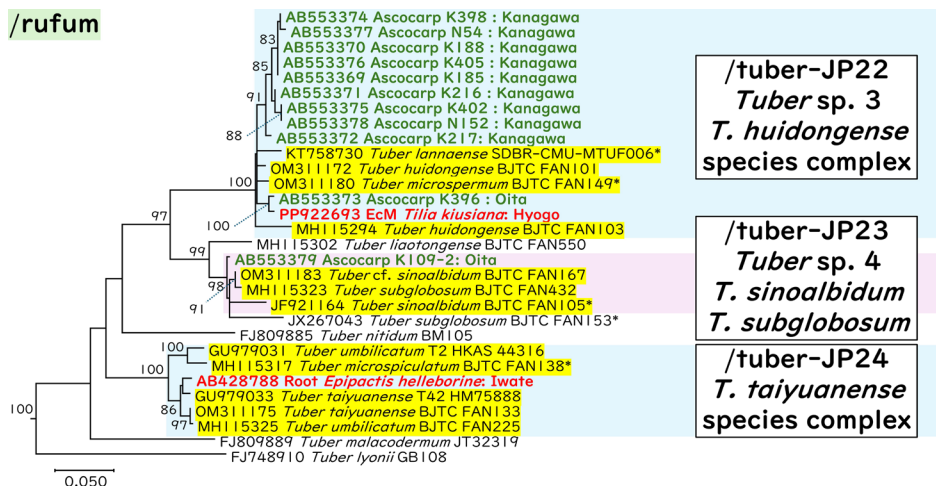 /rufum
AB553374 Ascocarp K398 : Kanagawa
AB553377 Ascocarp N54 : Kanagawa
83
AB553370 Ascocarp K188 : Kanagawa
AB553376 Ascocarp K405 : Kanagawa
85
AB553369 Ascocarp K185 : Kanagawa
AB553371 Ascocarp K216 : Kanagawa
91
AB553375 Ascocarp K402 : Kanagawa
AB553378 Ascocarp N152 : Kanagawa
88
AB553372 Ascocarp K217: Kanagawa
KT758730 Tuber lannaense SDBR-CMU-MTUF006*
OM311172 Tuber huidongense BJTC FAN101
100
OM311180 Tuber microspermum BJTC FAN149*
AB553373 Ascocarp K396 : Oita
PP922693 EcM Tilia kiusiana: Hyogo
97
100
MH115294 Tuber huidongense BJTC FAN103
MH115302 Tuber liaotongense BJTC FAN550
99
AB553379 Ascocarp K109-2: Oita
OM311183 Tuber cf. sinoalbidum BJTC FAN167
98
MH115323 Tuber subglobosum BJTC FAN432
91
JF921164 Tuber sinoalbidum BJTC FAN105*
JX267043 Tuber subglobosum BJTC FAN153*
FJ809885 Tuber nitidum BM105
100
GU979031 Tuber umbilicatum T2 HKAS 44316
MH115317 Tuber microspiculatum BJTC FAN138*
100
AB428788 Root Epipactis helleborine: Iwate
GU979033 Tuber taiyuanense T42 HM75888
86
OM311175 Tuber taiyuanense BJTC FAN133
97
MH115325 Tuber umbilicatum BJTC FAN225
100
FJ809889 Tuber malacodermum JT32319
FJ748910 Tuber lyonii GB108
0.050
/tuber-JP22
Tuber sp. 3
T. huidongense
species complex
/tuber-JP23
Tuber sp. 4
T. sinoalbidum
T. subglobosum
/tuber-JP24
T. taiyuanense
species complex